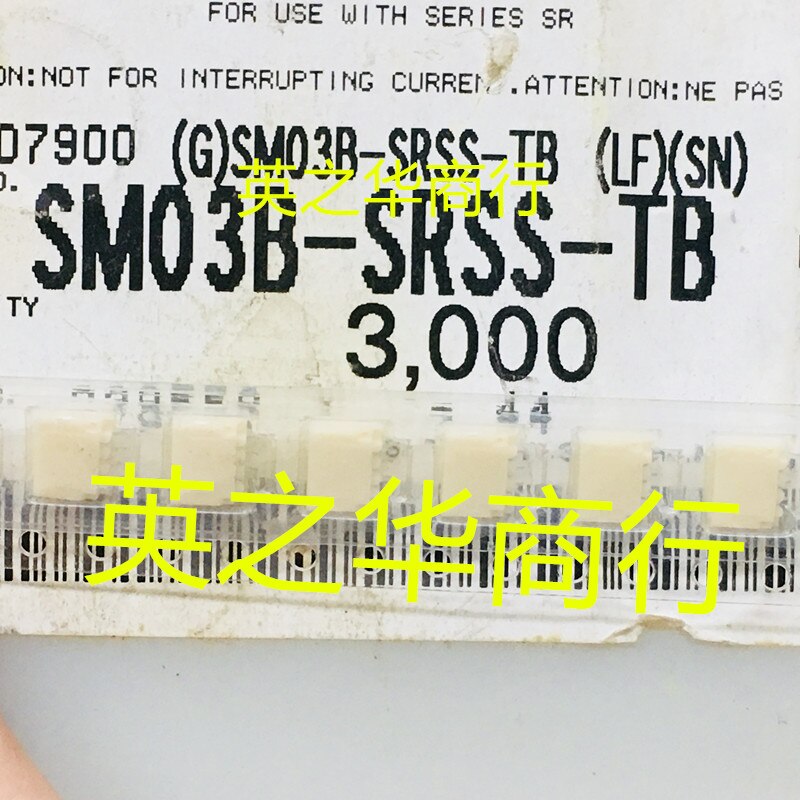 FOR USE WITH SERIES SR
ON:NOT FOR INTERRUPTING CURREN .ATTENTION:NE PAS
D7900 (G)SM03B-SRSS-TB (LF)(SN)
英之华商行
SM03B-SRSS-TB
TY
3,000
英之华商行